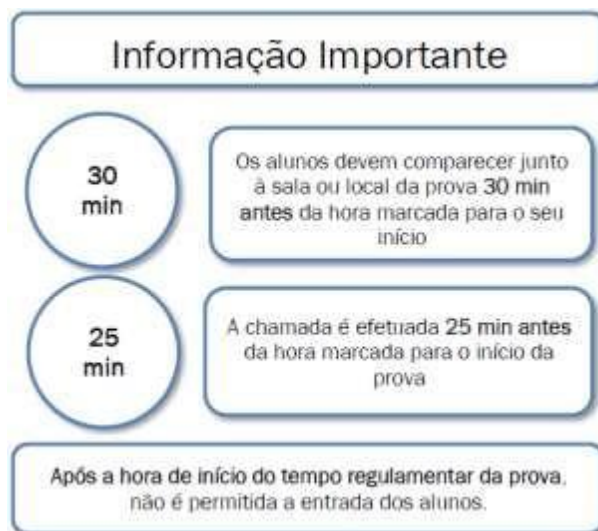 Informação Importante
30
min
Os alunos devem comparecer junto
à sala ou local da prova 30 min
antes da hora marcada para o seu
início
25
min
A chamada é efetuada 25 min antes
da hora marcada para o início da
prova
Após a hora de início do tempo regulamentar da prova,
não é permitida a entrada dos alunos.